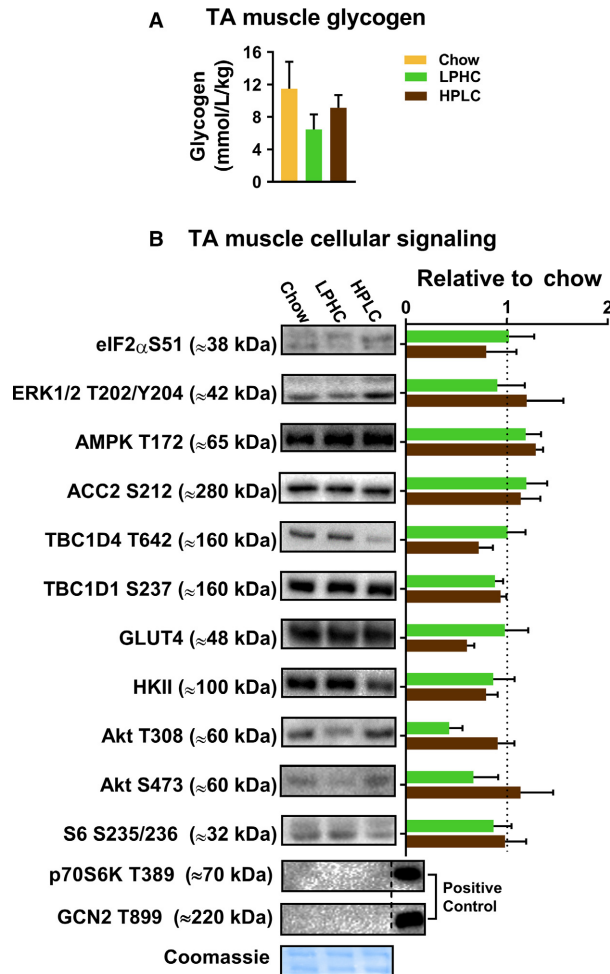 A TA muscle glycogen
16
12
8
4
0
Glycogen
(mmol/L/kg)
Chow
LPHC
HPLC
B TA muscle cellular signaling
Relative to chow
0 1 2
Chow LPHC HPLC
eIF2αS51 (≈38 kDa)
ERK1/2 T202/Y204 (≈42 kDa)
AMPK T172 (≈65 kDa)
ACC2 S212 (≈280 kDa)
TBC1D4 T642 (≈160 kDa)
TBC1D1 S237 (≈160 kDa)
GLUT4 (≈48 kDa)
HKII (≈100 kDa)
Akt T308 (≈60 kDa)
Akt S473 (≈60 kDa)
S6 S235/236 (≈32 kDa)
p70S6K T389 (≈70 kDa)
GCN2 T899 (≈220 kDa)
Positive
Control
Coomassie